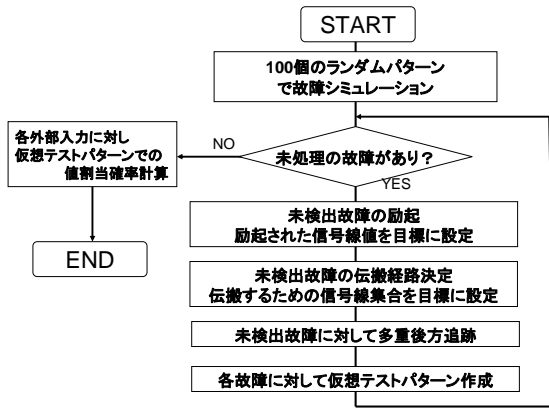 START
100個のランダムパターン
で故障シミュレーション
未処理の故障があり?
NO
YES
各外部入力に対し
仮想テストパターンでの
値割当確率計算
END
未検出故障の励起
励起された信号線値を目標に設定
未検出故障の伝搬経路決定
伝搬するための信号線集合を目標に設定
未検出故障に対して多重後方追跡
各故障に対して仮想テストパターン作成